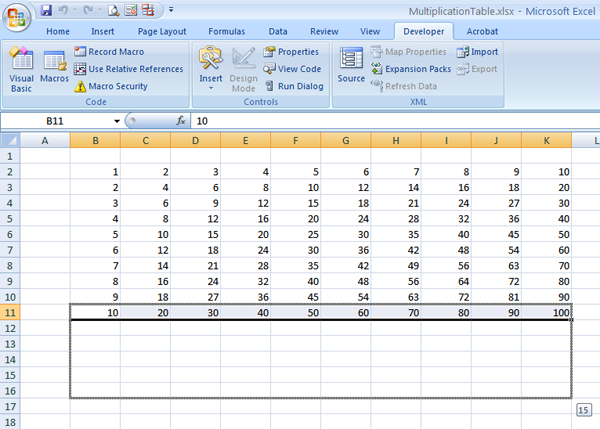 MultiplicationTable.xlsx - Microsoft Excel
Home Insert Page Layout Formulas Data Review View Developer Acrobat
Visual Basic Macros Record Macro Insert Design Mode Properties Source Map Properties Import
Use Relative References View Code Expansion Packs Export
Macro Security Run Dialog Refresh Data
Code Controls XML
B11 fx 10
A B C D E F G H I J K L
1
2 1 2 3 4 5 6 7 8 9 10
3 2 4 6 8 10 12 14 16 18 20
4 3 6 9 12 15 18 21 24 27 30
5 4 8 12 16 20 24 28 32 36 40
6 5 10 15 20 25 30 35 40 45 50
7 6 12 18 24 30 36 42 48 54 60
8 7 14 21 28 35 42 49 56 63 70
9 8 16 24 32 40 48 56 64 72 80
10 9 18 27 36 45 54 63 72 81 90
11 10 20 30 40 50 60 70 80 90 100
12
13
14
15
16
17 15
18